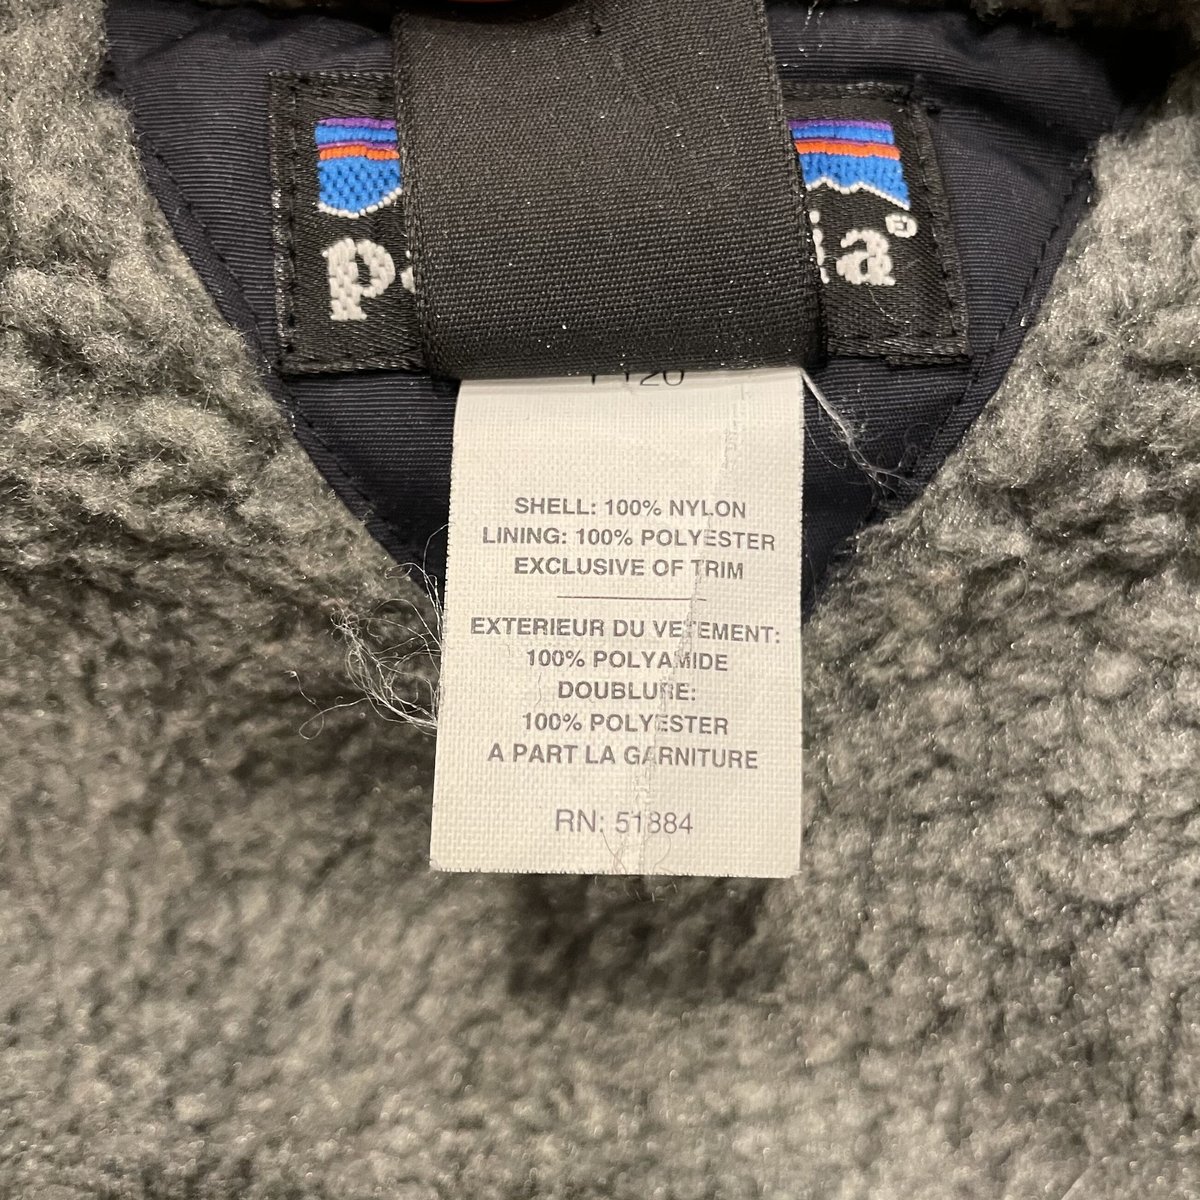 SHELL: 100% NYLON
LINING: 100% POLYESTER
EXCLUSIVE OF TRIM
EXTERIEUR DU VETEMENT:
100% POLYAMIDE
DOUBLURE:
100% POLYESTER
A PART LA GARNITURE
RN: 51884